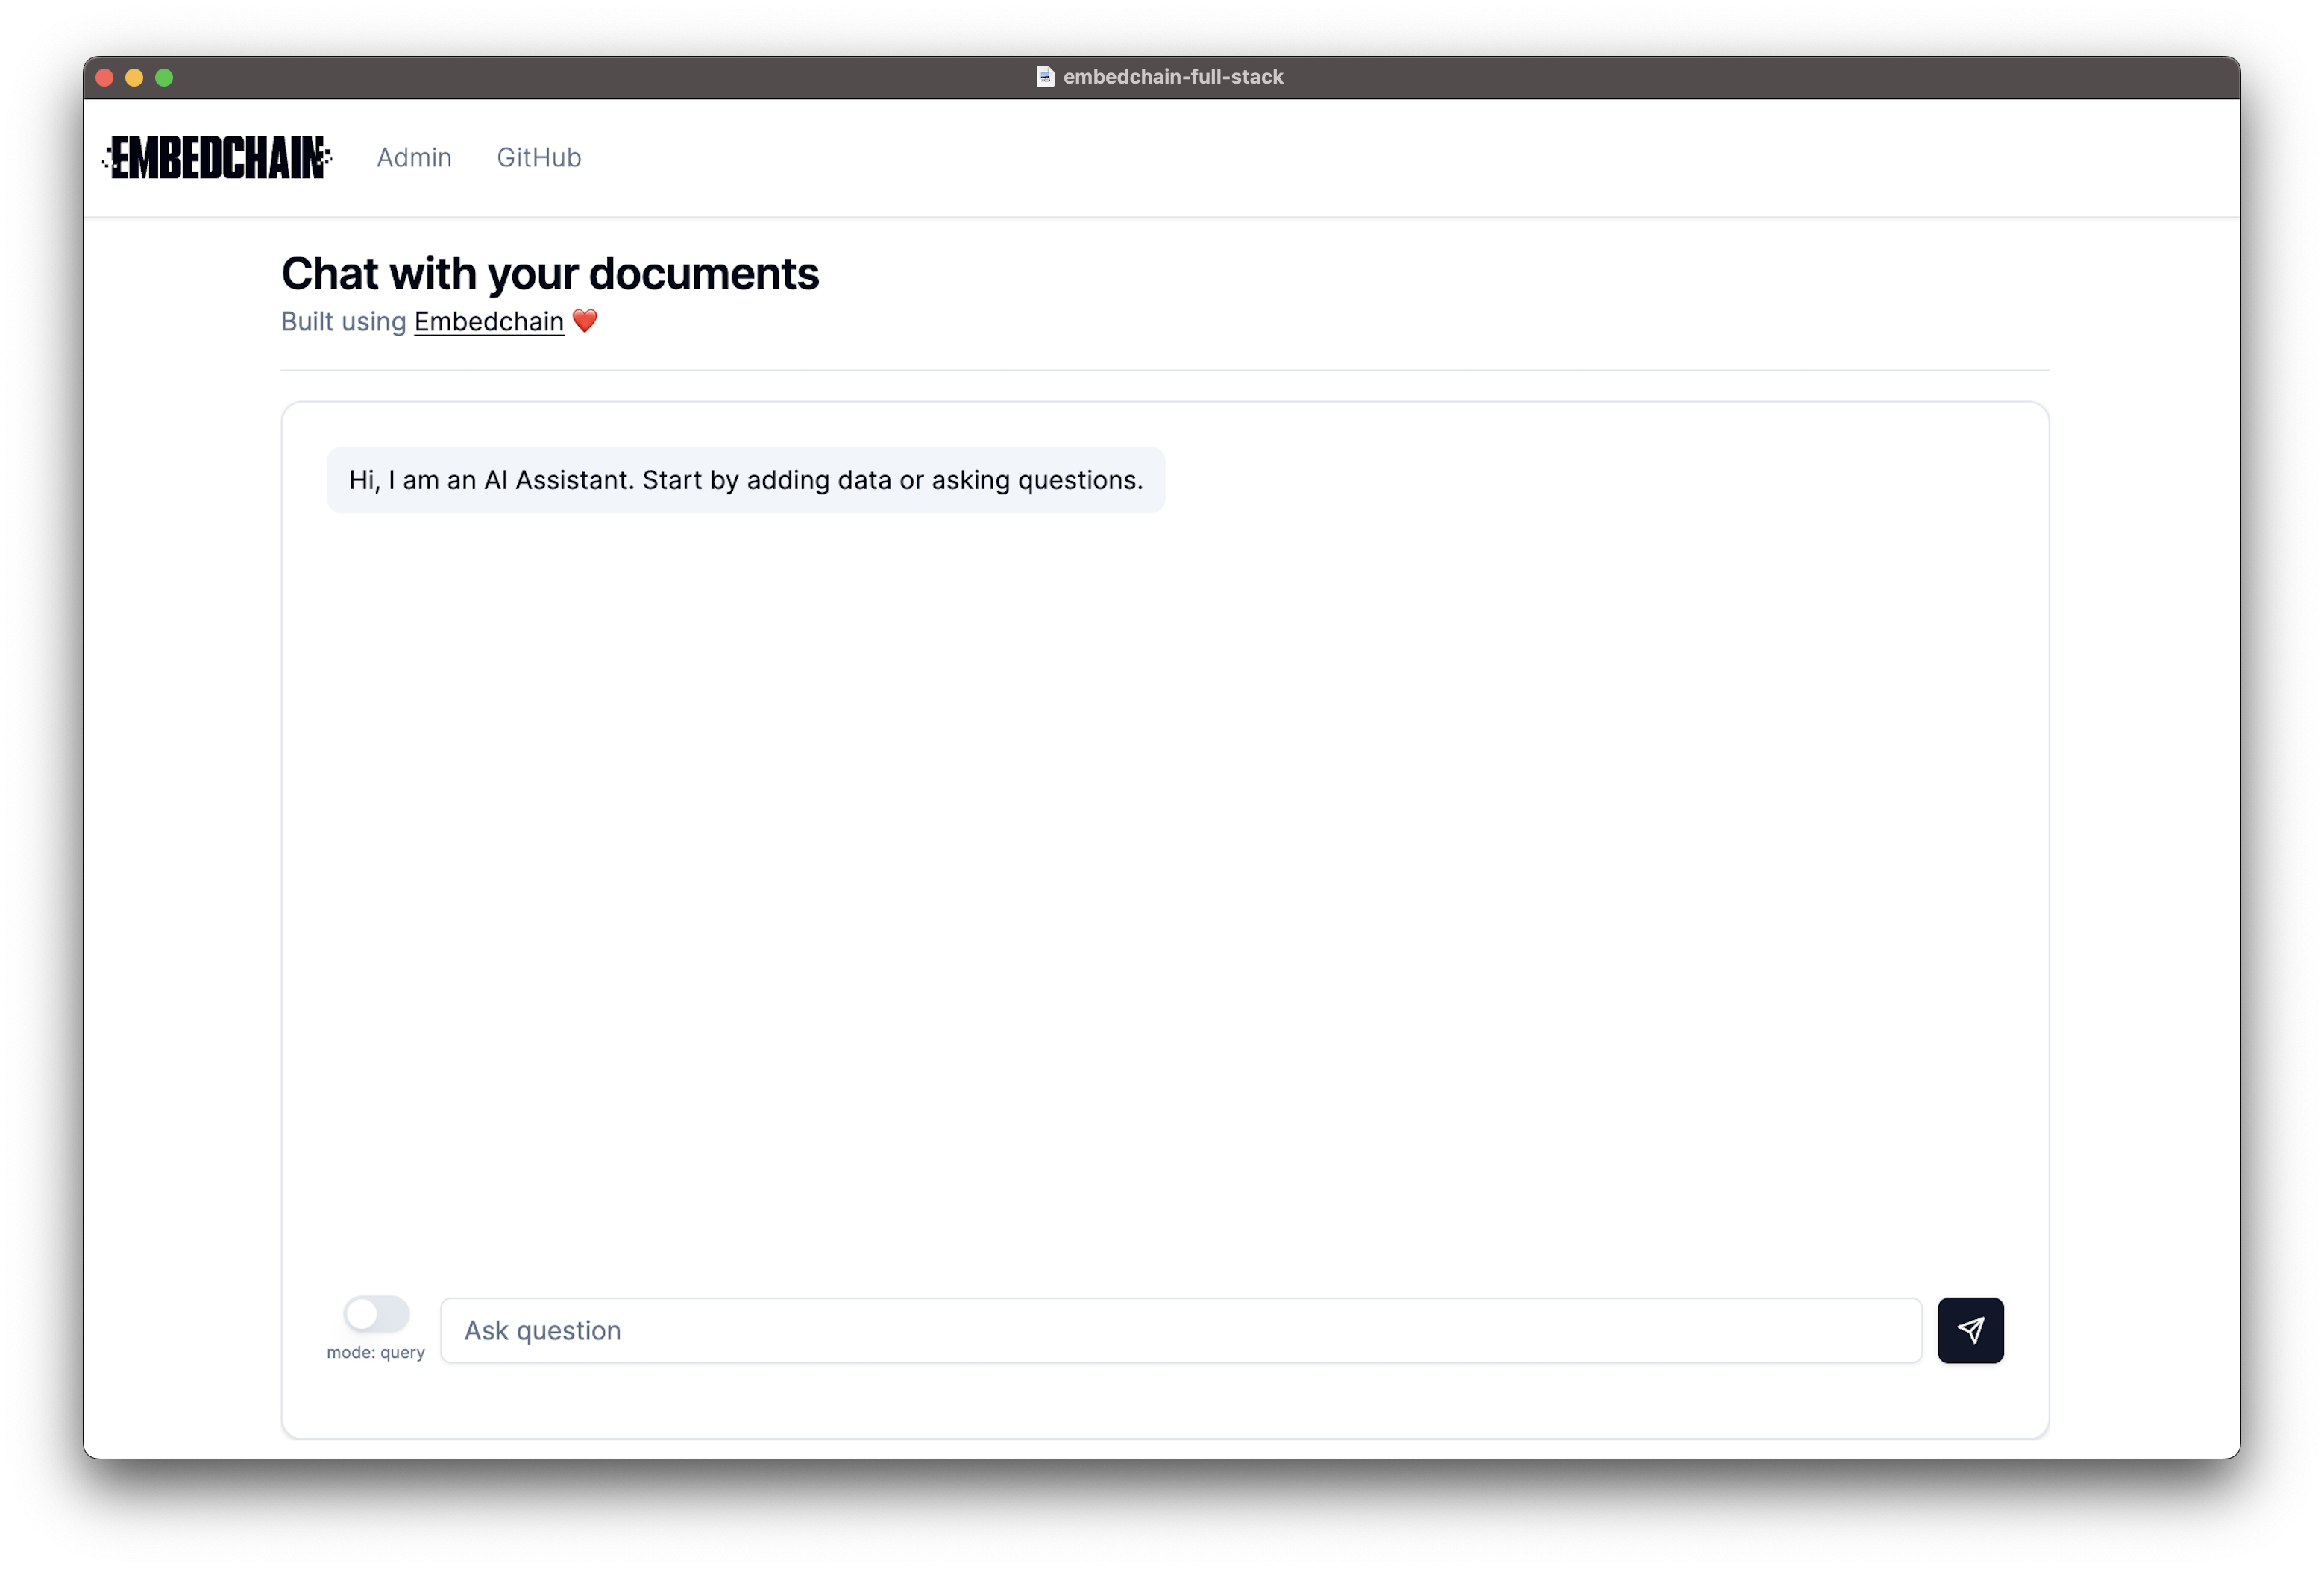 embedchain-full-stack
EMBEDCHAIN
Admin
GitHub
Chat with your documents
Built using Embedchain ❤️
Hi, I am an AI Assistant. Start by adding data or asking questions.
mode: query
Ask question